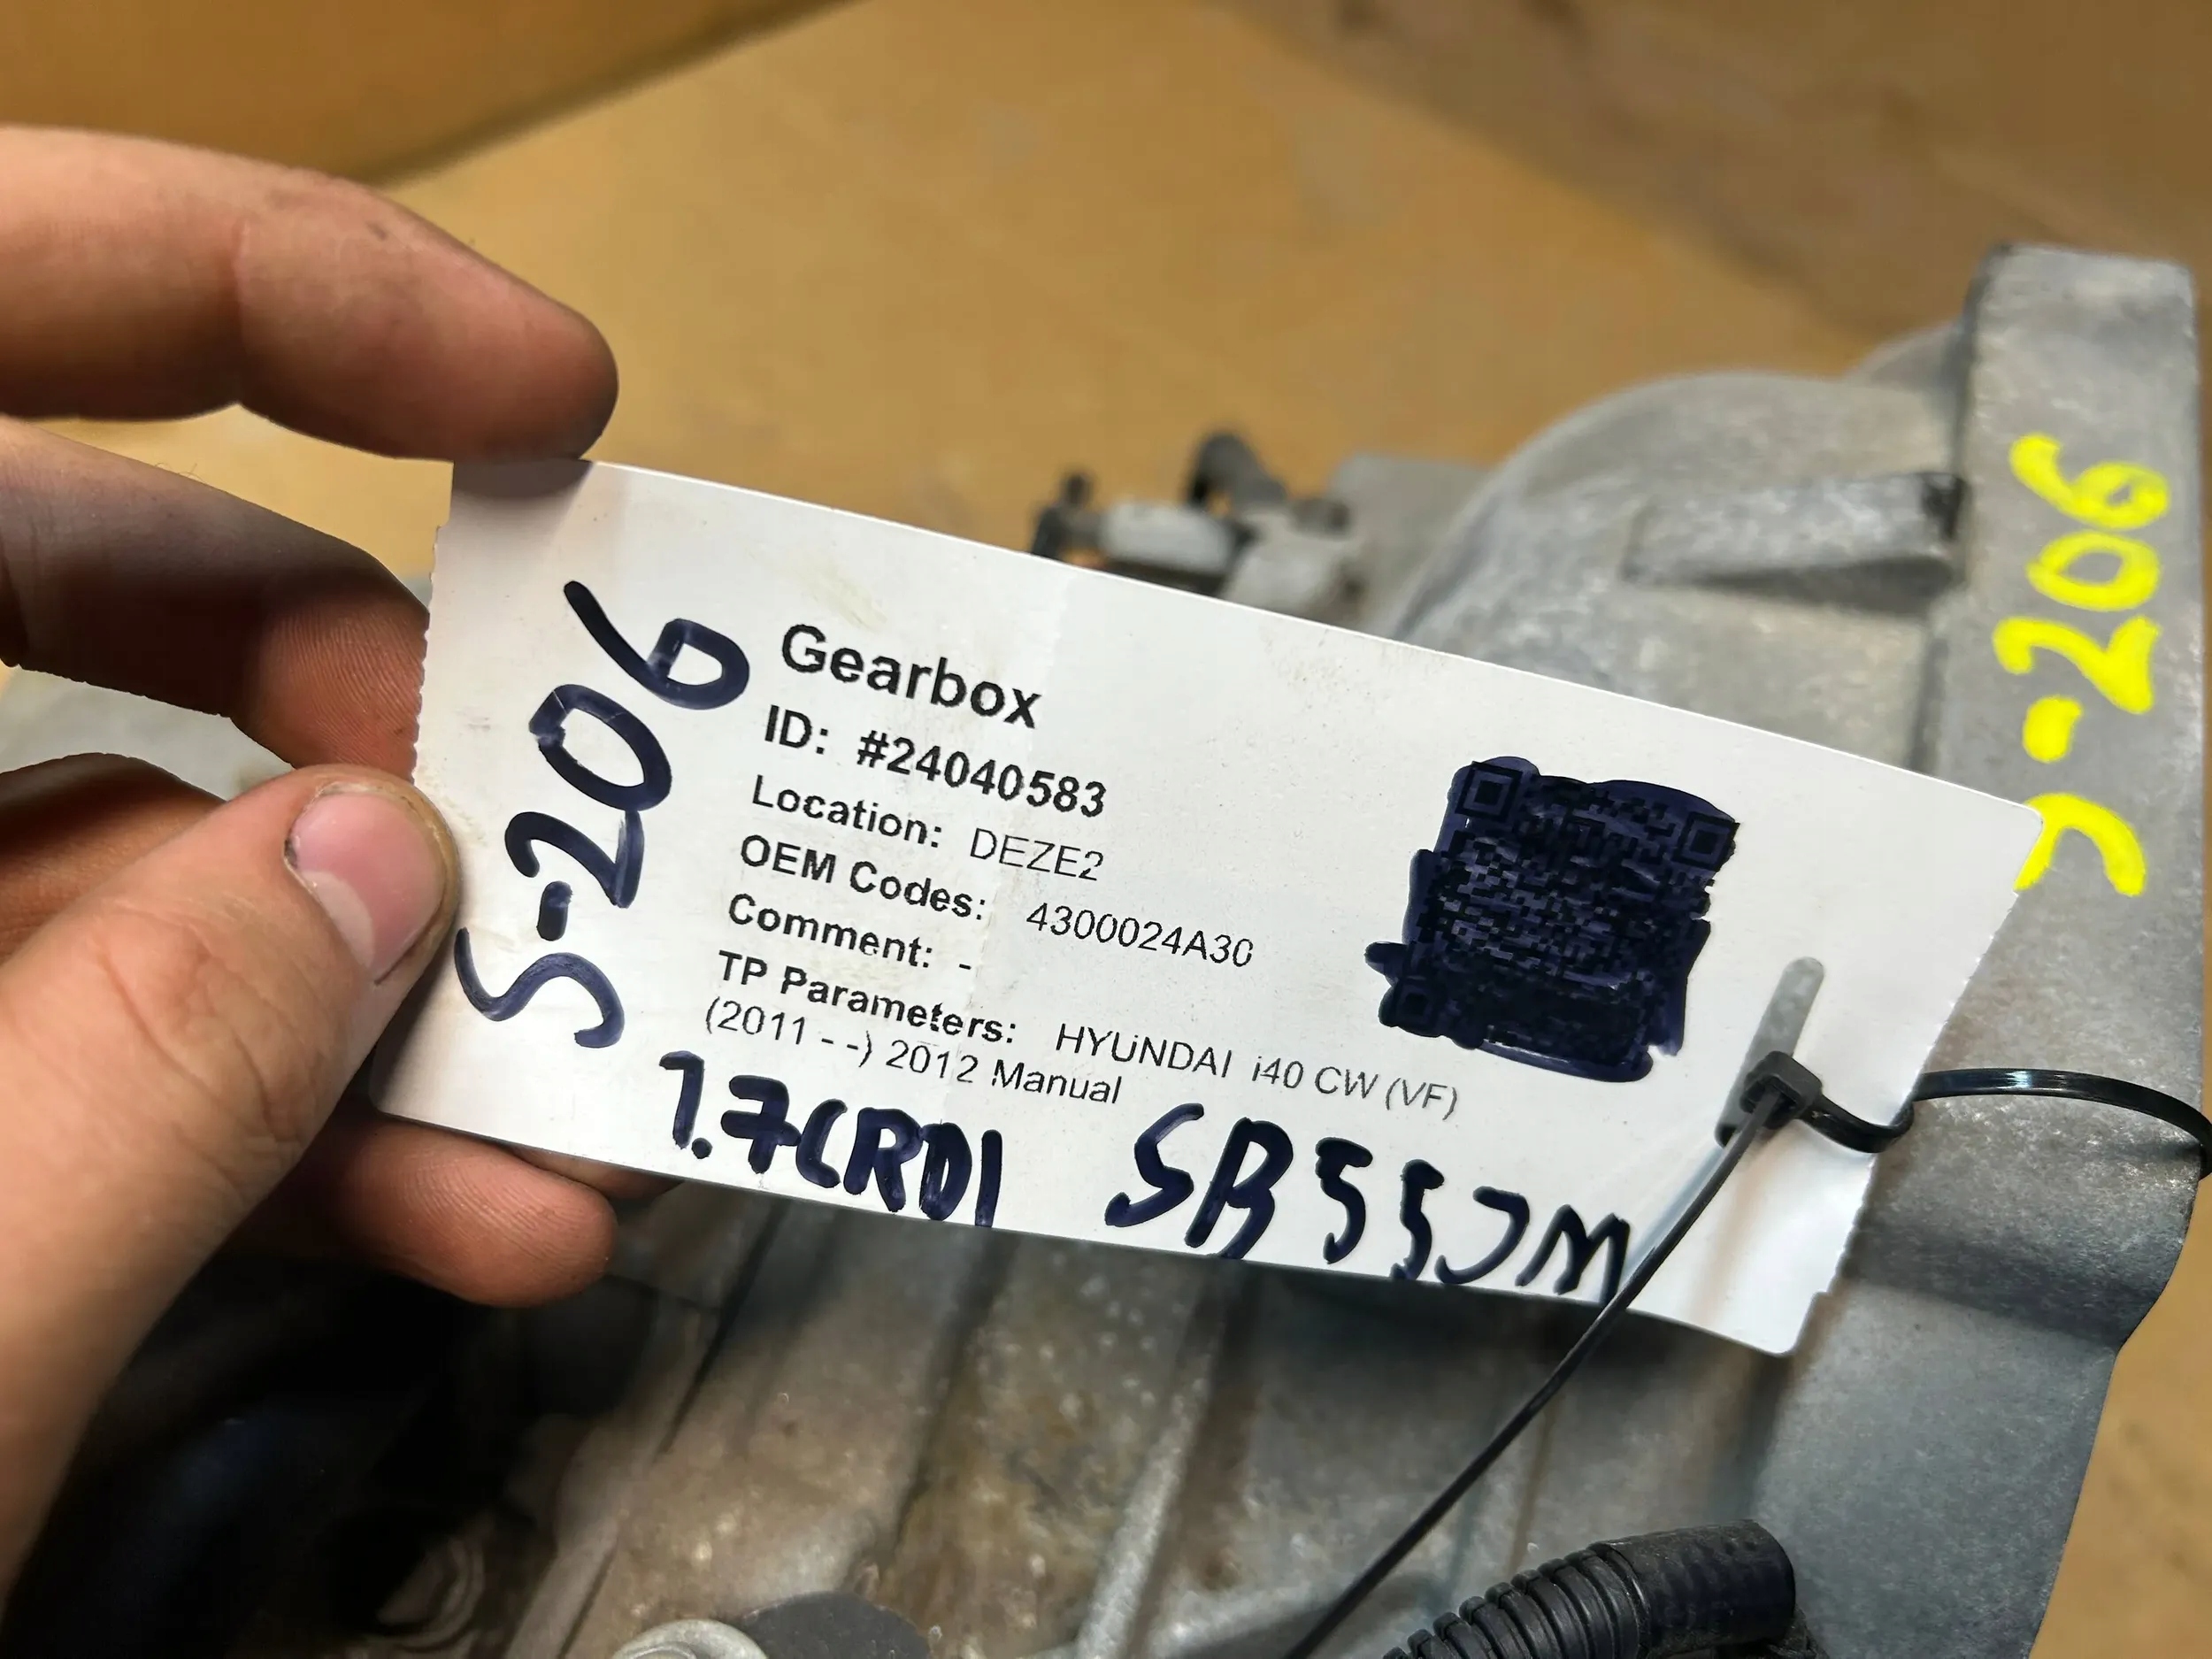 S-206
Gearbox
ID: #24040583
Location: DEZE2
OEM Codes: 4300024A30
Comment: -
TP Parameters: HYUNDAI i40 CW (VF)
(2011 - -) 2012 Manual
1.7CRDI SB55JM
S-206